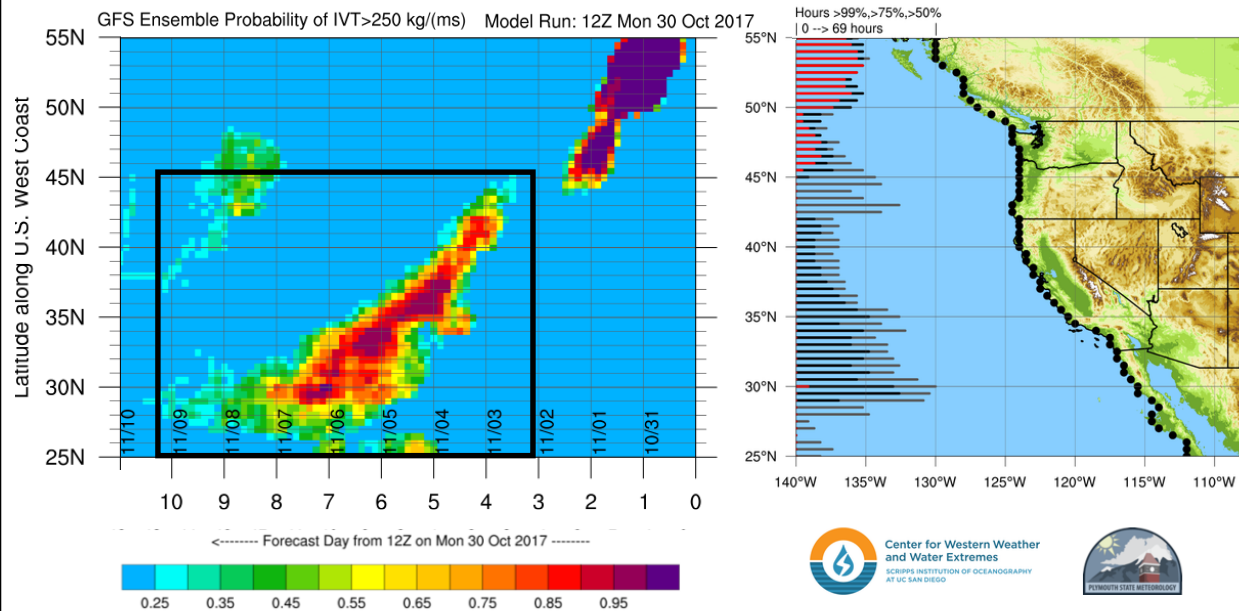 GFS Ensemble Probability of IVT>250 kg/(ms) Model Run: 12Z Mon 30 Oct 2017
Latitude along U.S. West Coast
55N
50N
45N
40N
35N
30N
25N
11/10 11/09 11/08 11/07 11/06 11/05 11/04 11/03 11/02 11/01 10/31
10 9 8 7 6 5 4 3 2 1 0
<-------- Forecast Day from 12Z on Mon 30 Oct 2017 --------
0.25 0.35 0.45 0.55 0.65 0.75 0.85 0.95
Hours >99%,>75%,>50%
| 0 --> 69 hours |
55°N
50°N
45°N
40°N
35°N
30°N
25°N
140°W 135°W 130°W 125°W 120°W 115°W 110°W
Center for Western Weather
and Water Extremes
SCRIPPS INSTITUTION OF OCEANOGRAPHY
AT UC SAN DIEGO
PLYMOUTH STATE METEOROLOGY